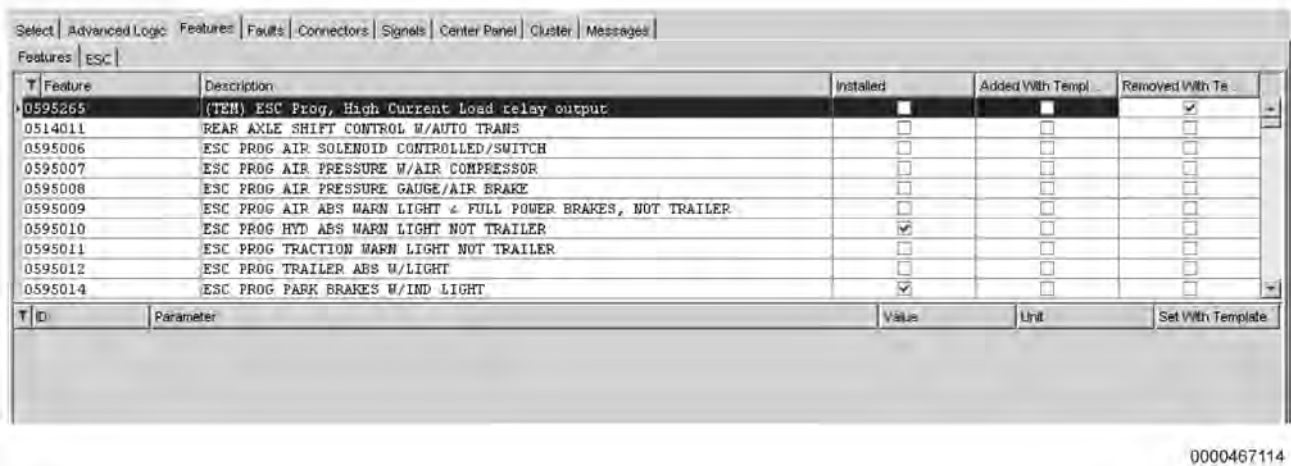 Select Advanced Logic Features Faults Connectors Signals Center Panel Cluster Messages
Features ESC
Feature Description Installed Added With Templ... Removed With Te...
0595265 (TEM) ESC Prog, High Current Load relay output
0514011 REAR AXLE SHIFT CONTROL W/AUTO TRANS
0595006 ESC PROG AIR SOLENOID CONTROLLED/SWITCH
0595007 ESC PROG AIR PRESSURE W/AIR COMPRESSOR
0595008 ESC PROG AIR PRESSURE GAUGE/AIR BRAKE
0595009 ESC PROG AIR ABS WARN LIGHT & FULL POWER BRAKES, NOT TRAILER
0595010 ESC PROG HYD ABS WARN LIGHT NOT TRAILER
0595011 ESC PROG TRACTION WARN LIGHT NOT TRAILER
0595012 ESC PROG TRAILER ABS W/LIGHT
0595014 ESC PROG PARK BRAKES W/IND LIGHT
ID Parameter Value Unit Set With Template
0000467114